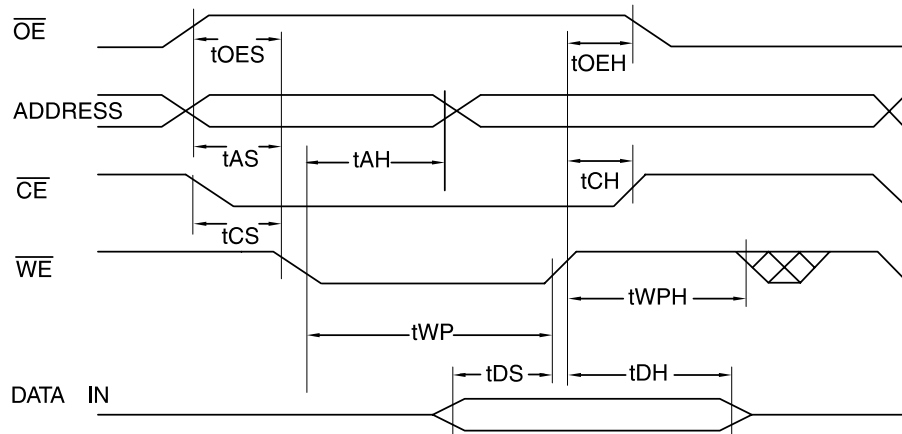 OE
tOES
tOEH
ADDRESS
tAS
tAH
tCH
CE
tCS
WE
tWPH
tWP
tDS
tDH
DATA IN